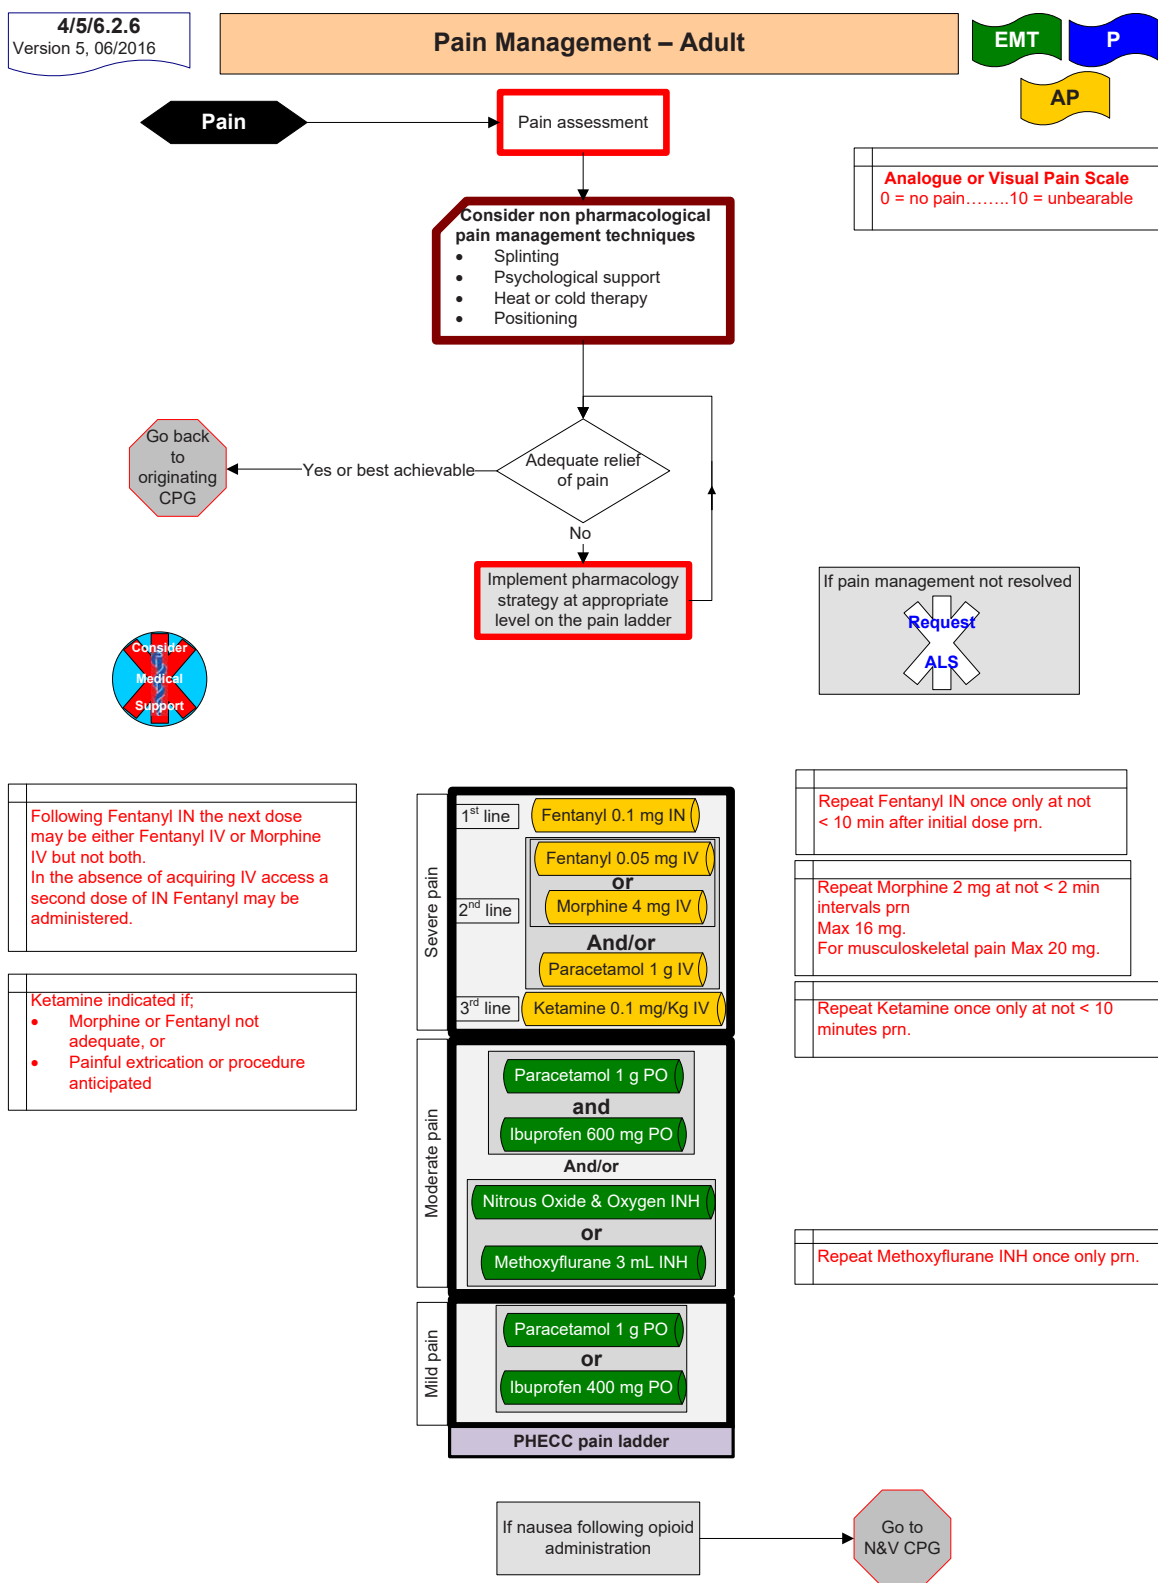 4/5/6.2.6
Version 5, 06/2016
Pain Management – Adult
EMT
P
AP
Pain
Pain assessment
Analogue or Visual Pain Scale
0 = no pain……..10 = unbearable
Consider non pharmacological
pain management techniques
• Splinting
• Psychological support
• Heat or cold therapy
• Positioning
Go back
to
originating
CPG
Yes or best achievable
Adequate relief
of pain
No
Implement pharmacology
strategy at appropriate
level on the pain ladder
If pain management not resolved
Request
ALS
Consider
Medical
Support
Following Fentanyl IN the next dose
may be either Fentanyl IV or Morphine
IV but not both.
In the absence of acquiring IV access a
second dose of IN Fentanyl may be
administered.
Ketamine indicated if;
• Morphine or Fentanyl not
adequate, or
• Painful extrication or procedure
anticipated
Severe pain
1st line
Fentanyl 0.1 mg IN
Fentanyl 0.05 mg IV
or
2nd line
Morphine 4 mg IV
And/or
Paracetamol 1 g IV
3rd line
Ketamine 0.1 mg/Kg IV
Repeat Fentanyl IN once only at not
< 10 min after initial dose prn.
Repeat Morphine 2 mg at not < 2 min
intervals prn
Max 16 mg.
For musculoskeletal pain Max 20 mg.
Repeat Ketamine once only at not < 10
minutes prn.
Moderate pain
Paracetamol 1 g PO
and
Ibuprofen 600 mg PO
And/or
Nitrous Oxide & Oxygen INH
or
Methoxyflurane 3 mL INH
Repeat Methoxyflurane INH once only prn.
Mild pain
Paracetamol 1 g PO
or
Ibuprofen 400 mg PO
PHECC pain ladder
If nausea following opioid
administration
Go to
N&V CPG